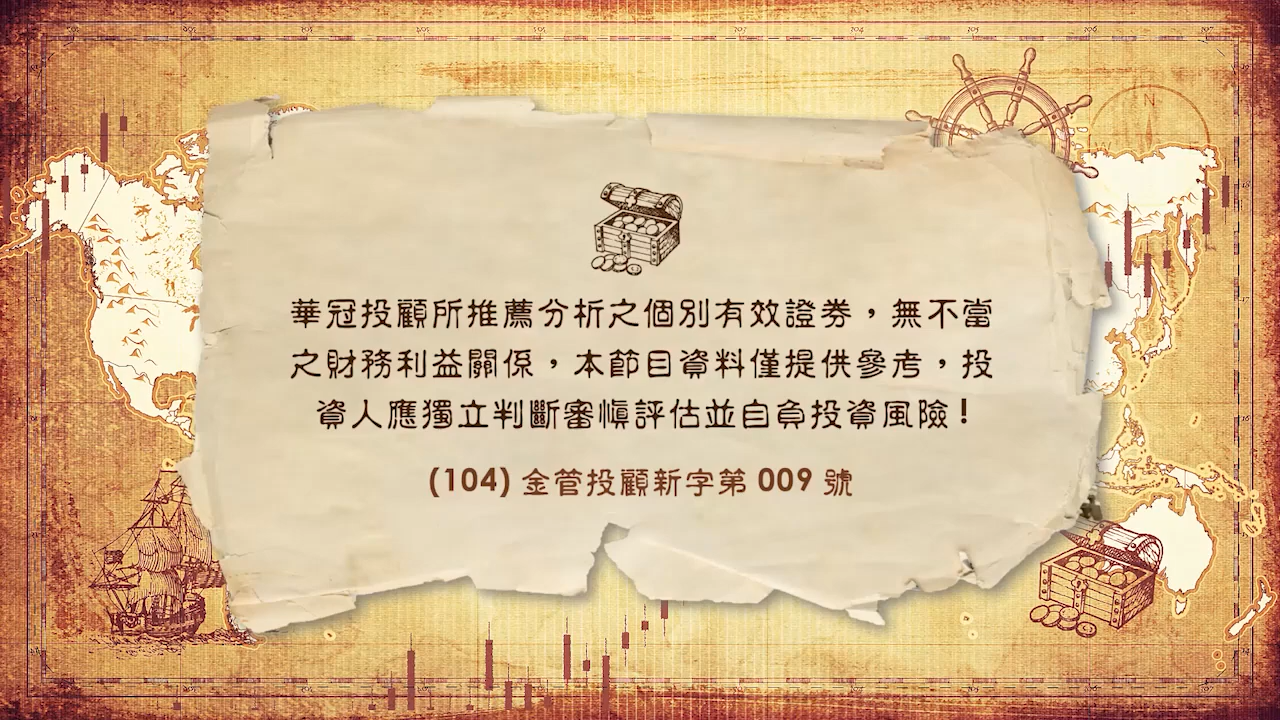 華冠投顧所推薦分析之個別有效證券，無不當
之財務利益關係，本節目資料僅提供參考，投
資人應獨立判斷審慎評估並自負投資風險！
(104) 金管投顧新字第 009 號